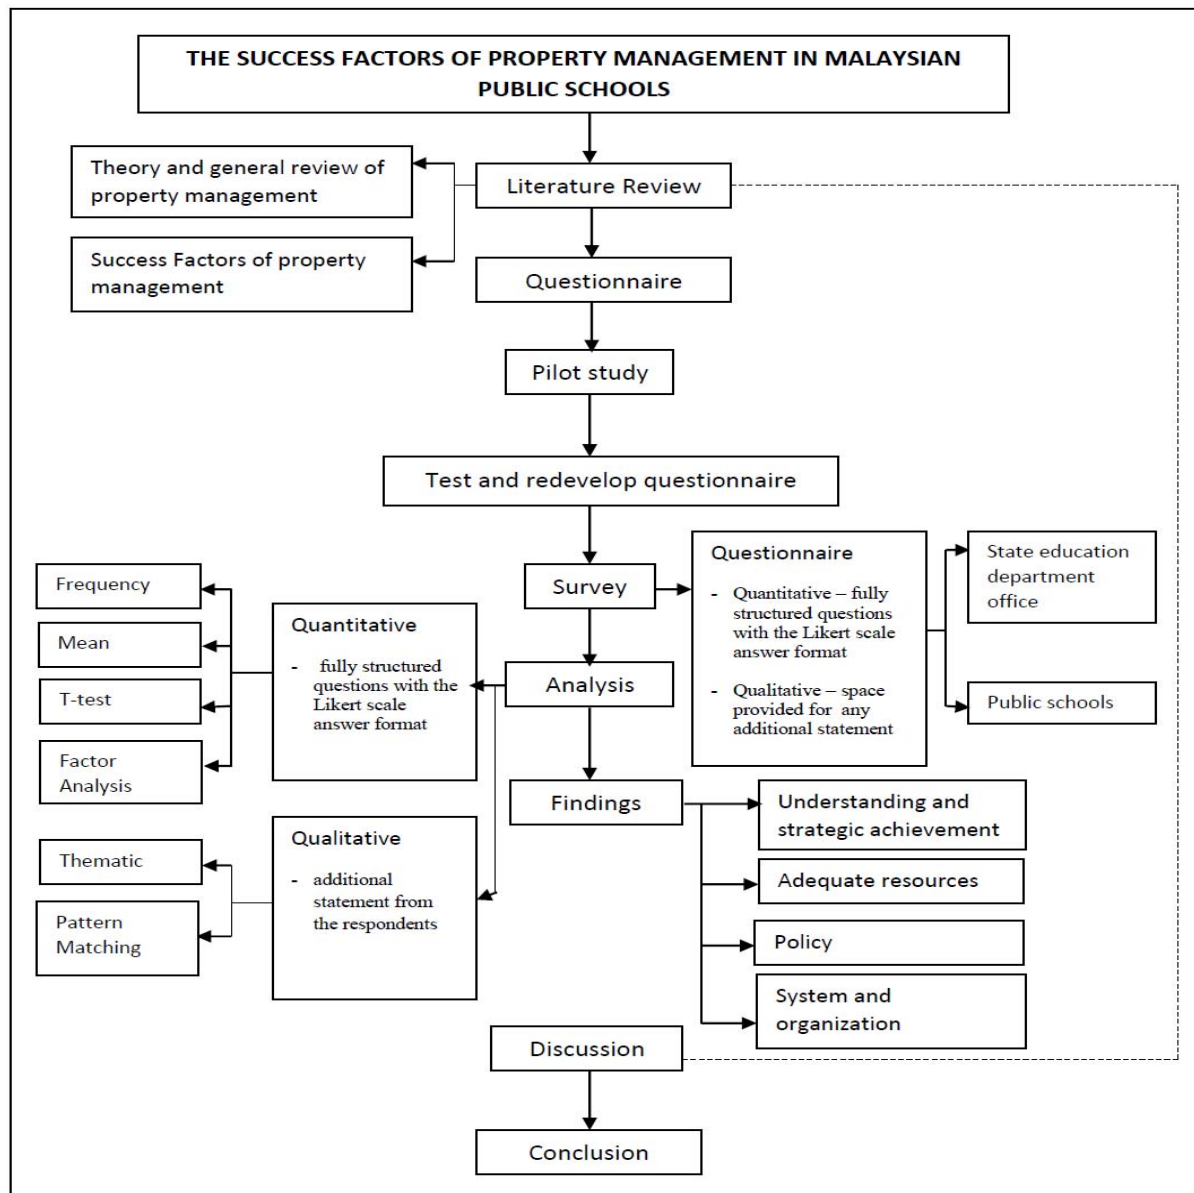 THE SUCCESS FACTORS OF PROPERTY MANAGEMENT IN MALAYSIAN
PUBLIC SCHOOLS
Theory and general review of
property management
Success Factors of property
management
Literature Review
Questionnaire
Pilot study
Test and redevelop questionnaire
Survey
Questionnaire
- Quantitative – fully
structured questions
with the Likert scale
answer format
- Qualitative – space
provided for any
additional statement
State education
department
office
Public schools
Analysis
Quantitative
- fully structured
questions with the
Likert scale
answer format
Frequency
Mean
T-test
Factor
Analysis
Qualitative
- additional
statement from
the respondents
Thematic
Pattern
Matching
Findings
Understanding and
strategic achievement
Adequate resources
Policy
System and
organization
Discussion
Conclusion